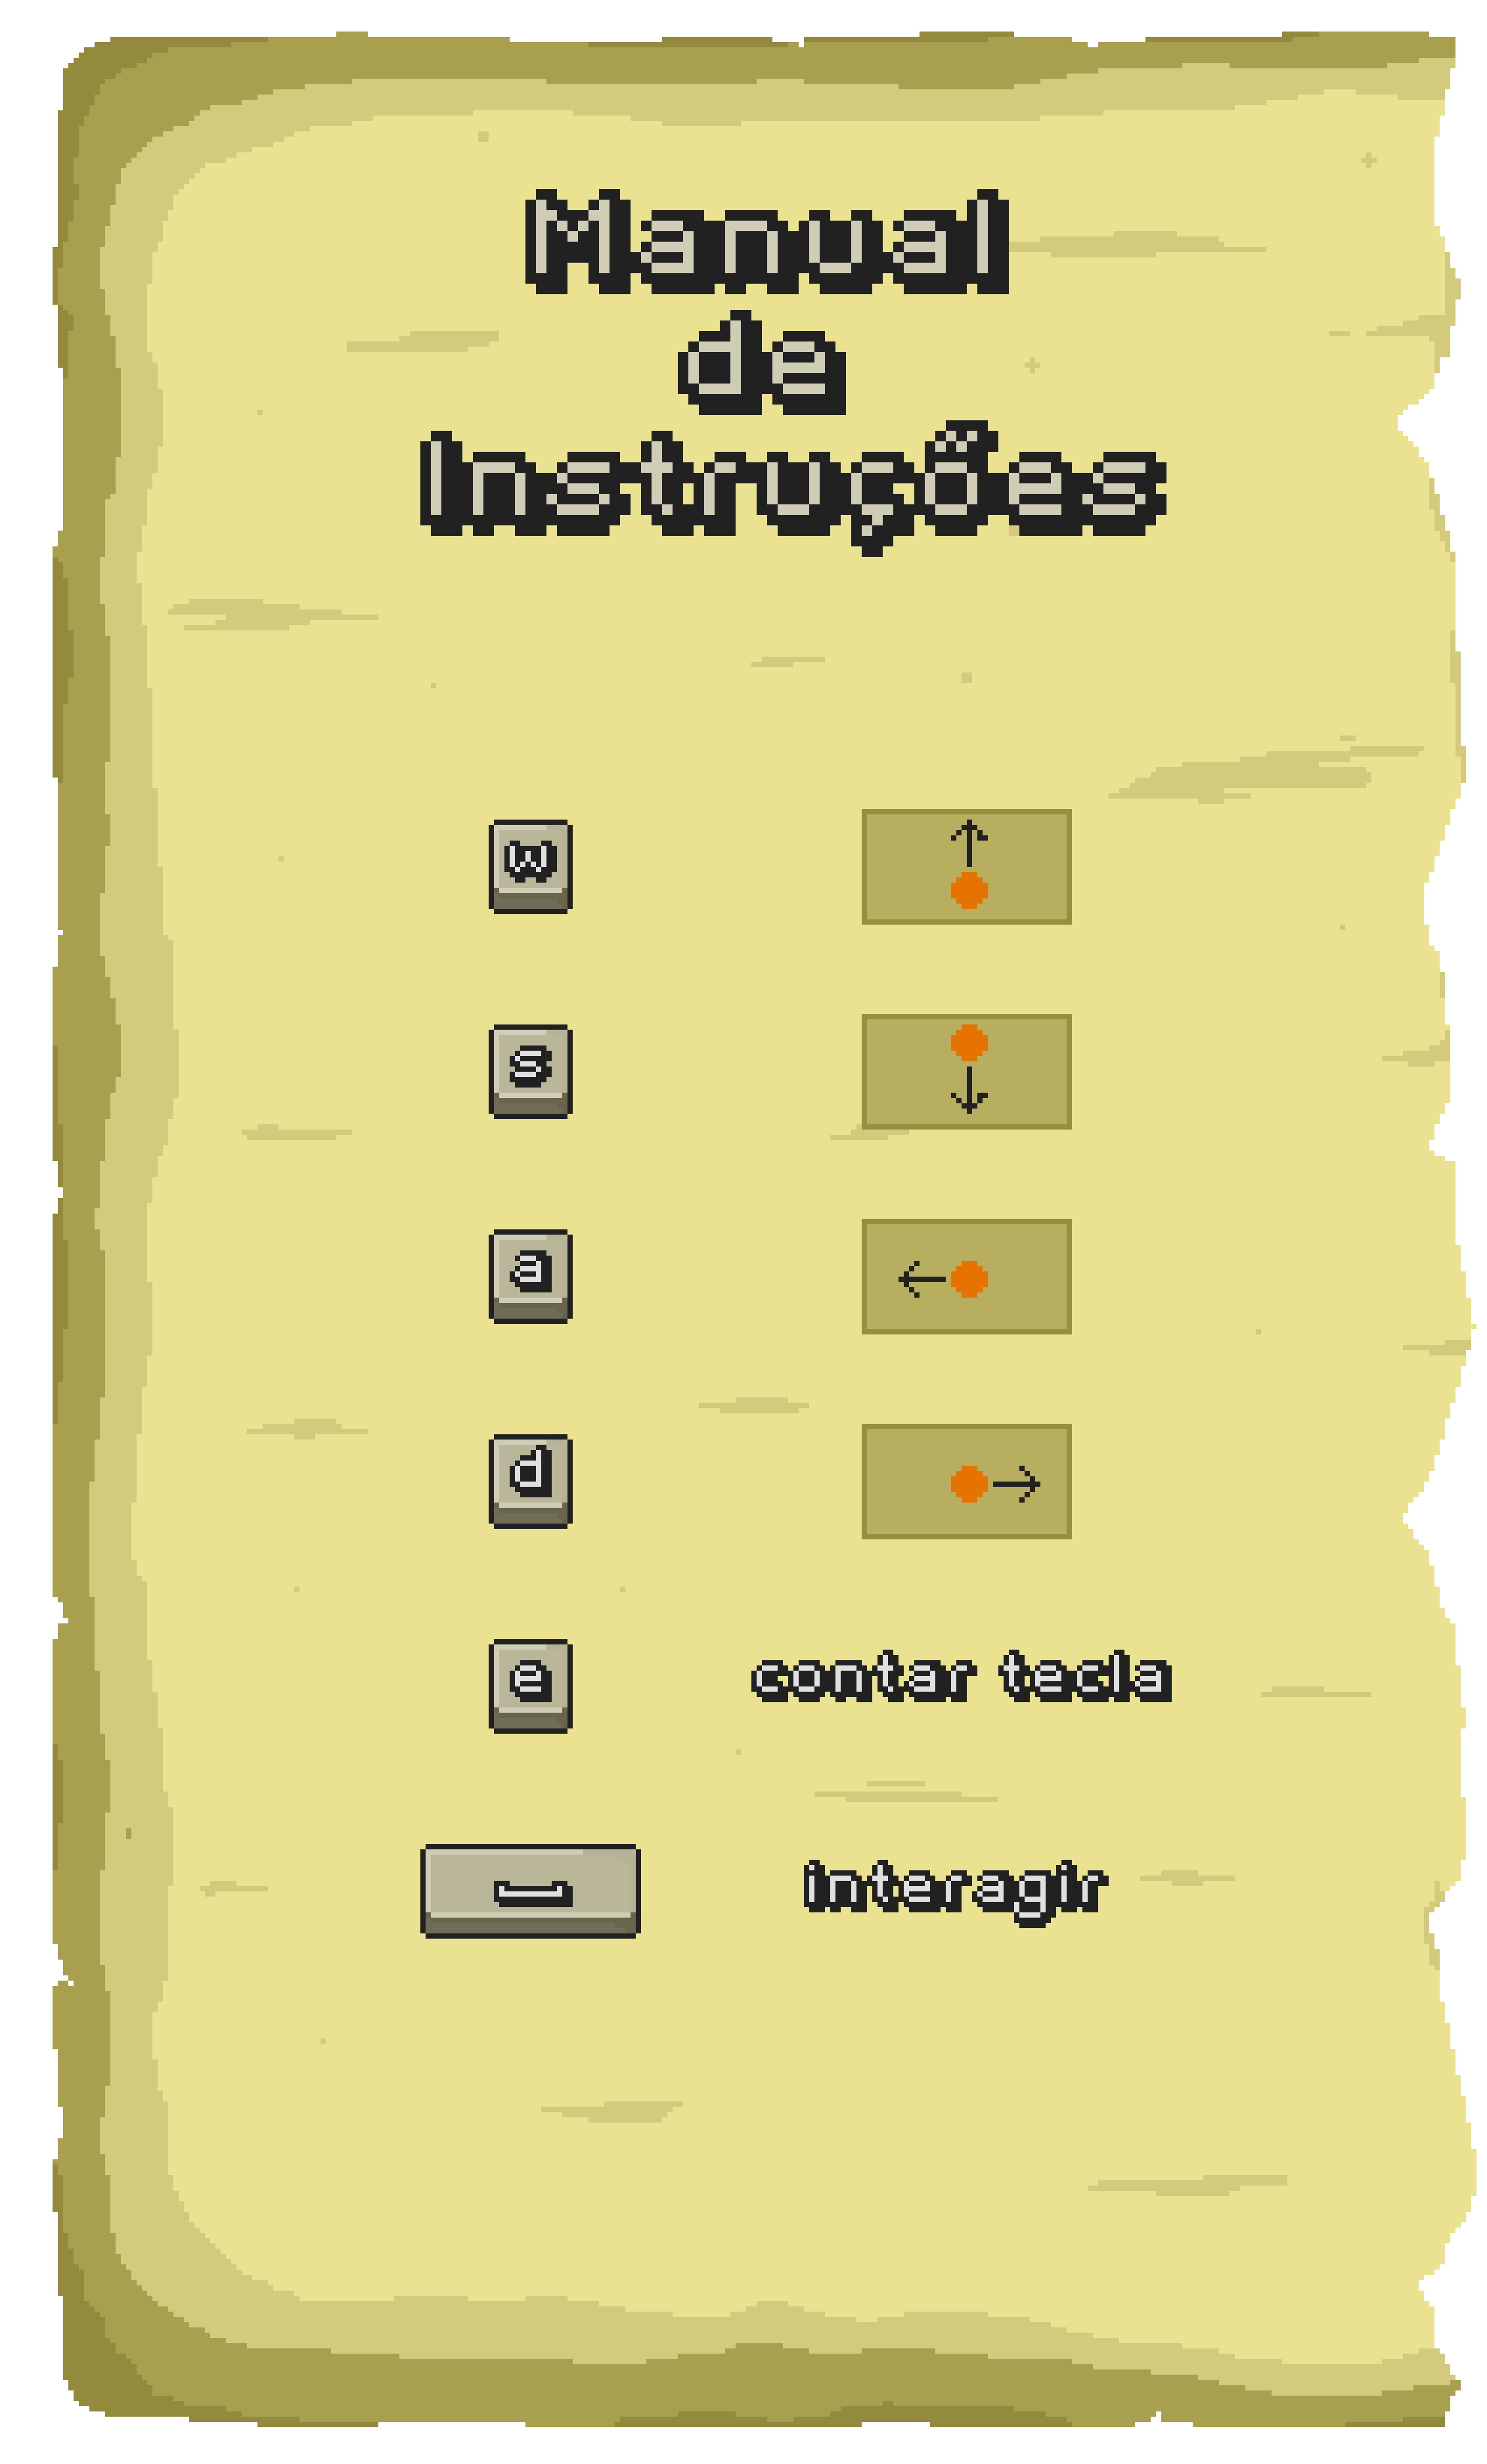 Manual
de
Instruções
w
s
a
d
e contar tecla
interagir